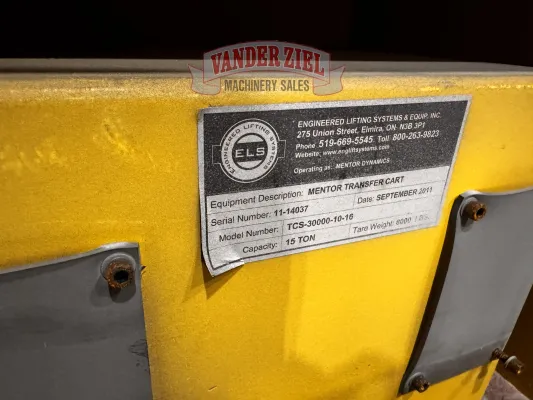 VANDER ZIEL
MACHINERY SALES
ENGINEERED LIFTING SYSTEMS & EQUIP. INC.
275 Union Street, Elmira, ON. N3B 3P1
Phone 519-669-5545 Toll 800-263-9823
Website: www.engliftsystems.com
Operating as: MENTOR DYNAMICS
ENGINEERED LIFTING SYSTEMS
ELS
Equipment Description: MENTOR TRANSFER CART
Serial Number: 11-14037 Date: SEPTEMBER 2011
Model Number: TCS-30000-10-16
Capacity: 15 TON Tare Weight: 6000 LBS